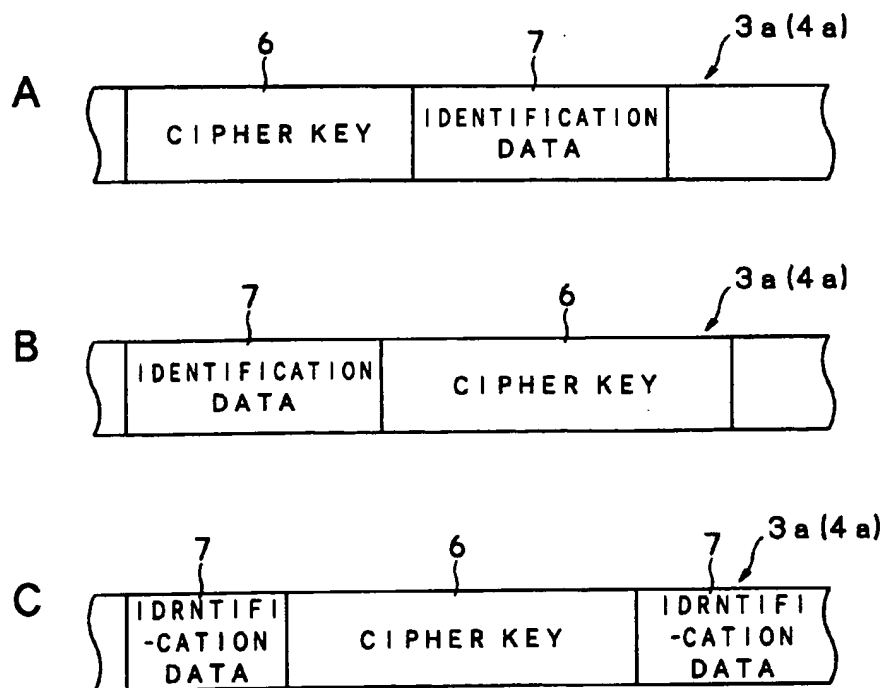 6 7 3a (4a)
A
CIPHER KEY
IDENTIFICATION
DATA
7 6 3a (4a)
B
IDENTIFICATION
DATA
CIPHER KEY
7 6 7 3a (4a)
C
IDRNTIFI
-CATION
DATA
CIPHER KEY
IDRNTIFI
-CATION
DATA